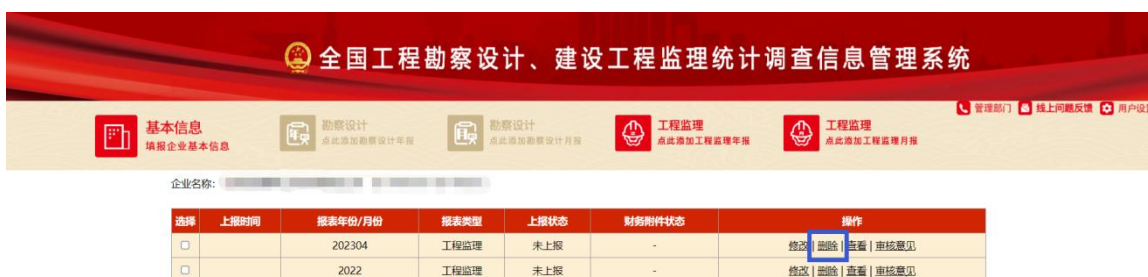 全国工程勘察设计、建设工程监理统计调查信息管理系统
管理部门 线上问题反馈 用户设
基本信息 勘察设计 勘察设计 工程监理 工程监理
填报企业基本信息 点此添加勘察设计年报 点此添加勘察设计月报 点此添加工程监理年报 点此添加工程监理月报
企业名称:
选择 上报时间 报表年份/月份 报表类型 上报状态 财务附件状态 操作
202304 工程监理 未上报 - 修改 | 删除 | 查看 | 审核意见
2022 工程监理 未上报 - 修改 | 删除 | 查看 | 审核意见